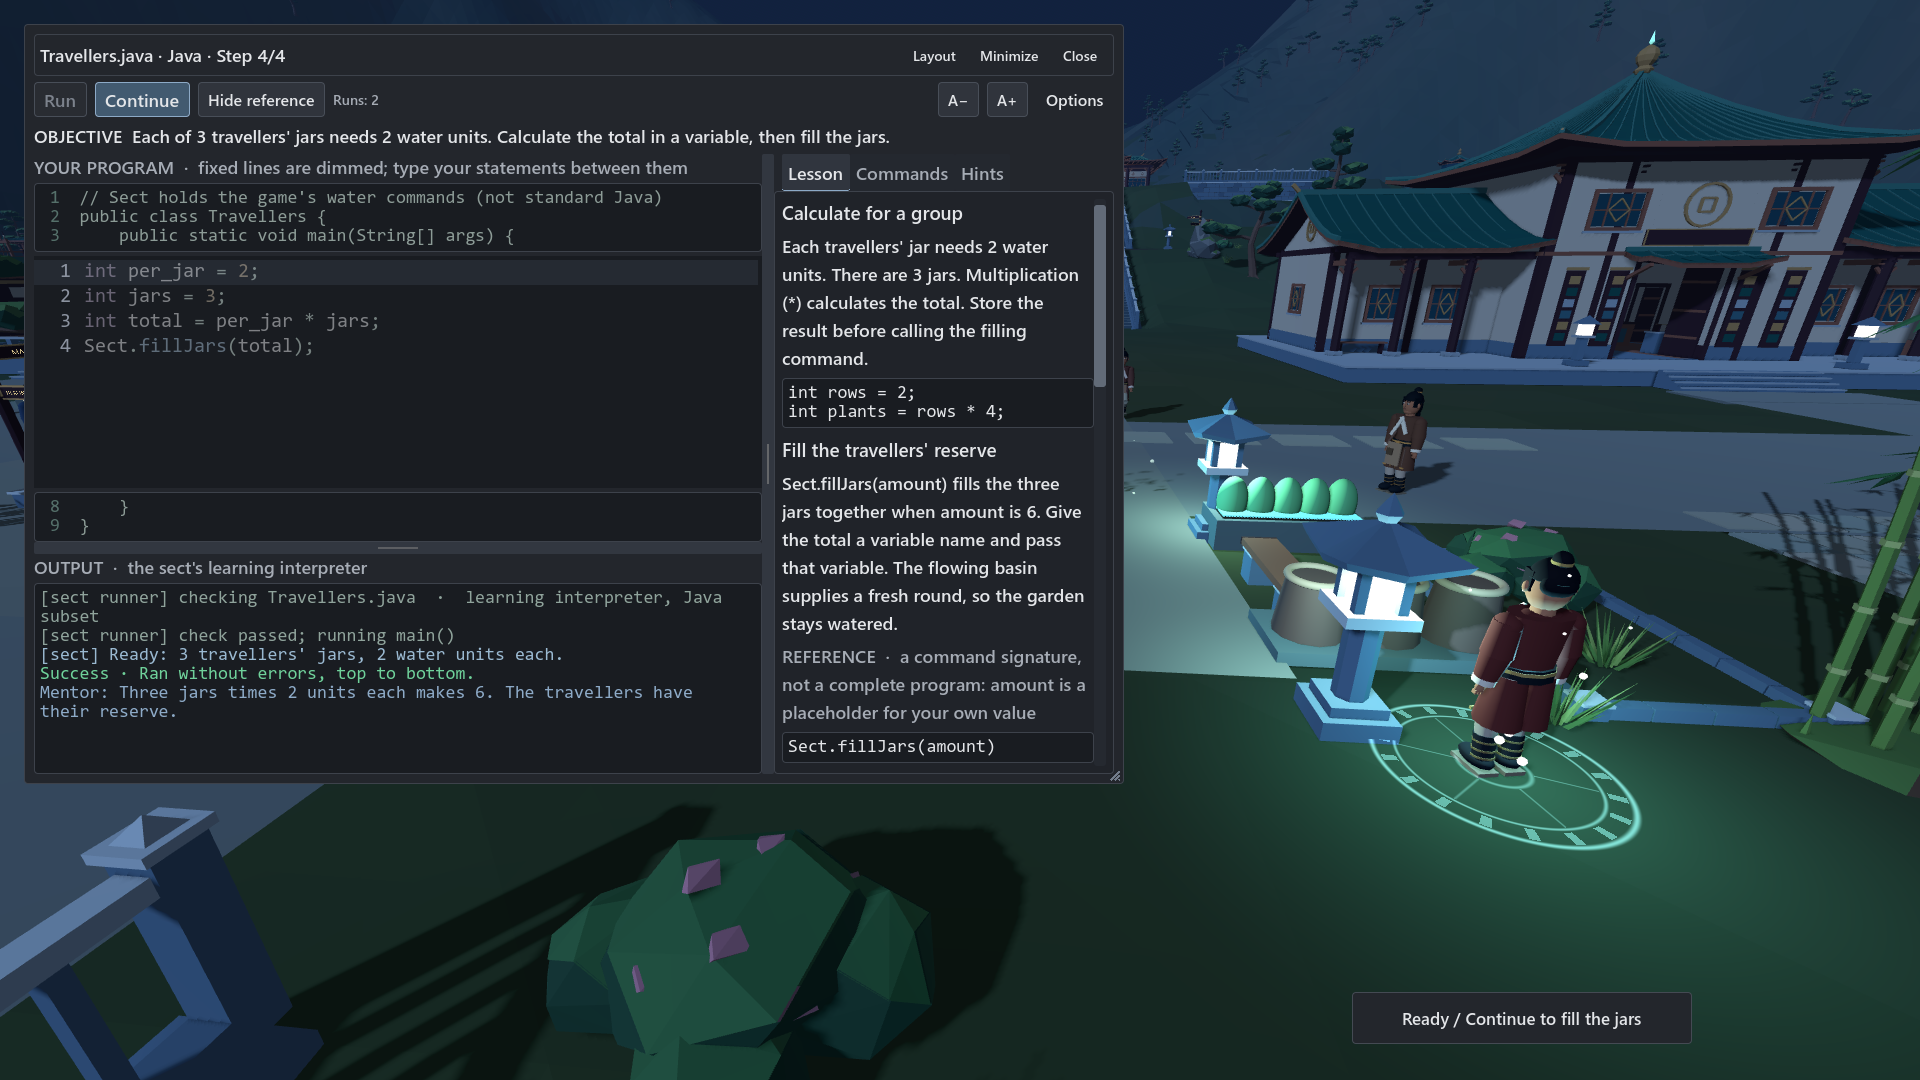 Travellers.java · Java · Step 4/4
Layout
Minimize
Close
Run
Continue
Hide reference
Runs: 2
A−
A+
Options
OBJECTIVE Each of 3 travellers' jars needs 2 water units. Calculate the total in a variable, then fill the jars.
YOUR PROGRAM · fixed lines are dimmed; type your statements between them
1 // Sect holds the game's water commands (not standard Java)
2 public class Travellers {
3 public static void main(String[] args) {
1 int per_jar = 2;
2 int jars = 3;
3 int total = per_jar * jars;
4 Sect.fillJars(total);
8 }
9 }
OUTPUT · the sect's learning interpreter
[sect runner] checking Travellers.java · learning interpreter, Java
subset
[sect runner] check passed; running main()
[sect] Ready: 3 travellers' jars, 2 water units each.
Success · Ran without errors, top to bottom.
Mentor: Three jars times 2 units each makes 6. The travellers have
their reserve.
Lesson
Commands
Hints
Calculate for a group
Each travellers' jar needs 2 water
units. There are 3 jars. Multiplication
(*) calculates the total. Store the
result before calling the filling
command.
int rows = 2;
int plants = rows * 4;
Fill the travellers' reserve
Sect.fillJars(amount) fills the three
jars together when amount is 6. Give
the total a variable name and pass
that variable. The flowing basin
supplies a fresh round, so the garden
stays watered.
REFERENCE · a command signature,
not a complete program: amount is a
placeholder for your own value
Sect.fillJars(amount)
Ready / Continue to fill the jars